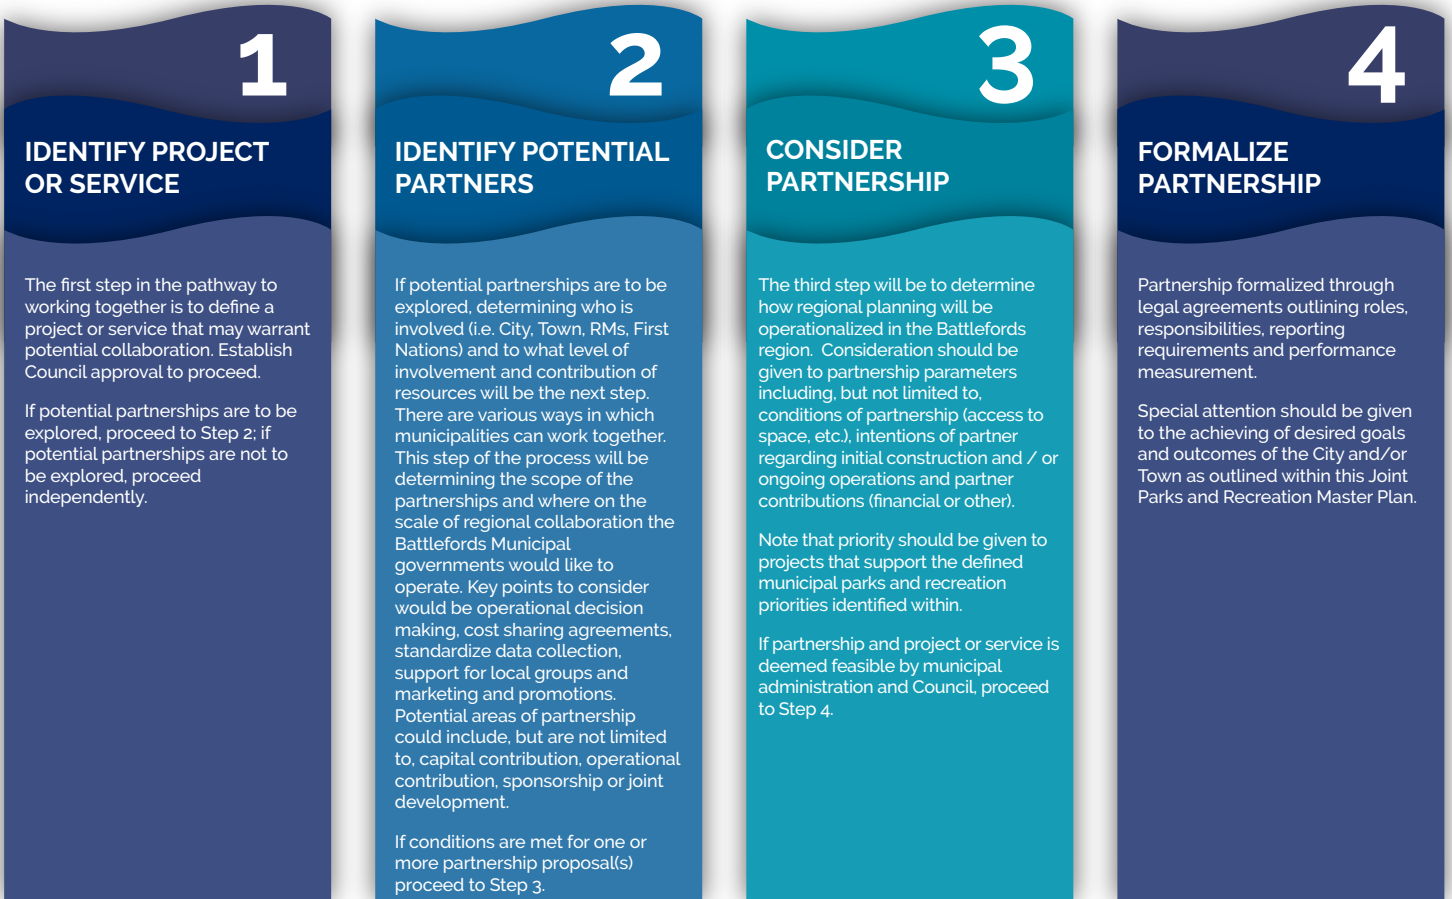 1
IDENTIFY PROJECT
OR SERVICE
The first step in the pathway to
working together is to define a
project or service that may warrant
potential collaboration. Establish
Council approval to proceed.
If potential partnerships are to be
explored, proceed to Step 2; if
potential partnerships are not to
be explored, proceed
independently.
2
IDENTIFY POTENTIAL
PARTNERS
If potential partnerships are to be
explored, determining who is
involved (i.e. City, Town, RMs, First
Nations) and to what level of
involvement and contribution of
resources will be the next step.
There are various ways in which
municipalities can work together.
This step of the process will be
determining the scope of the
partnerships and where on the
scale of regional collaboration the
Battlefords Municipal
governments would like to
operate. Key points to consider
would be operational decision
making, cost sharing agreements,
standardize data collection,
support for local groups and
marketing and promotions.
Potential areas of partnership
could include, but are not limited
to, capital contribution, operational
contribution, sponsorship or joint
development.
If conditions are met for one or
more partnership proposal(s)
proceed to Step 3.
3
CONSIDER
PARTNERSHIP
The third step will be to determine
how regional planning will be
operationalized in the Battlefords
region. Consideration should be
given to partnership parameters
including, but not limited to,
conditions of partnership (access to
space, etc.), intentions of partner
regarding initial construction and / or
ongoing operations and partner
contributions (financial or other).
Note that priority should be given to
projects that support the defined
municipal parks and recreation
priorities identified within.
If partnership and project or service is
deemed feasible by municipal
administration and Council, proceed
to Step 4.
4
FORMALIZE
PARTNERSHIP
Partnership formalized through
legal agreements outlining roles,
responsibilities, reporting
requirements and performance
measurement.
Special attention should be given
to the achieving of desired goals
and outcomes of the City and/or
Town as outlined within this Joint
Parks and Recreation Master Plan.